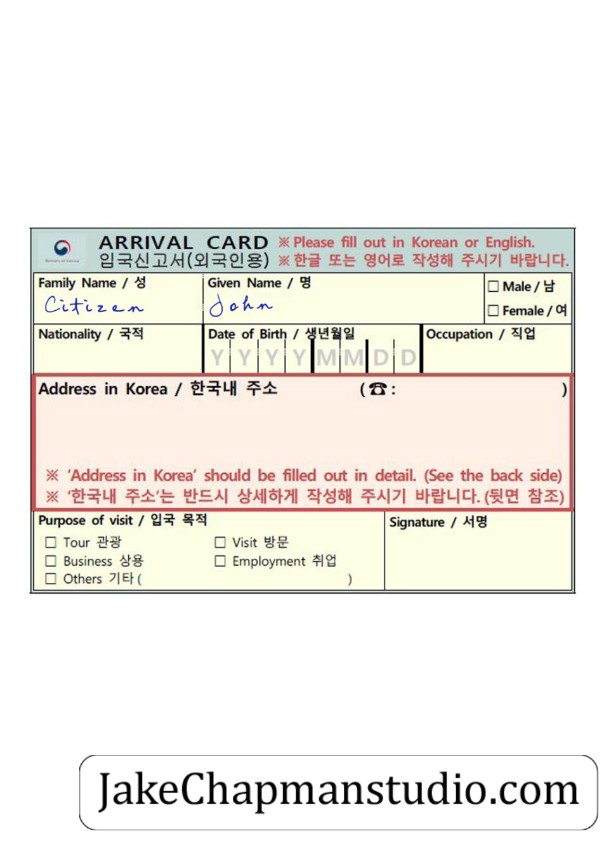 ARRIVAL CARD ※ Please fill out in Korean or English.
입국신고서(외국인용) ※ 한글 또는 영어로 작성해 주시기 바랍니다.
Family Name / 성 Given Name / 명 □ Male / 남
Citizen John □ Female / 여
Nationality / 국적 Date of Birth / 생년월일 Occupation / 직업
Y Y Y Y M M D D
Address in Korea / 한국내 주소 (☎ : )
※ 'Address in Korea' should be filled out in detail. (See the back side)
※ '한국내 주소'는 반드시 상세하게 작성해 주시기 바랍니다. (뒷면 참조)
Purpose of visit / 입국 목적 Signature / 서명
□ Tour 관광 □ Visit 방문
□ Business 상용 □ Employment 취업
□ Others 기타 ( )
JakeChapmanstudio.com